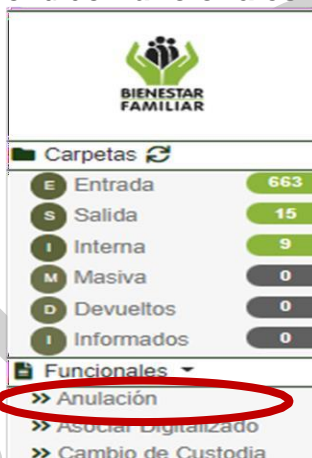 BIENESTAR
FAMILIAR
Carpetas
E Entrada 663
S Salida 15
I Interna 9
M Masiva 0
D Devueltos 0
I Informados 0
Funcionales
>> Anulación
>> Asociar Digitalizado
>> Cambio de Custodia